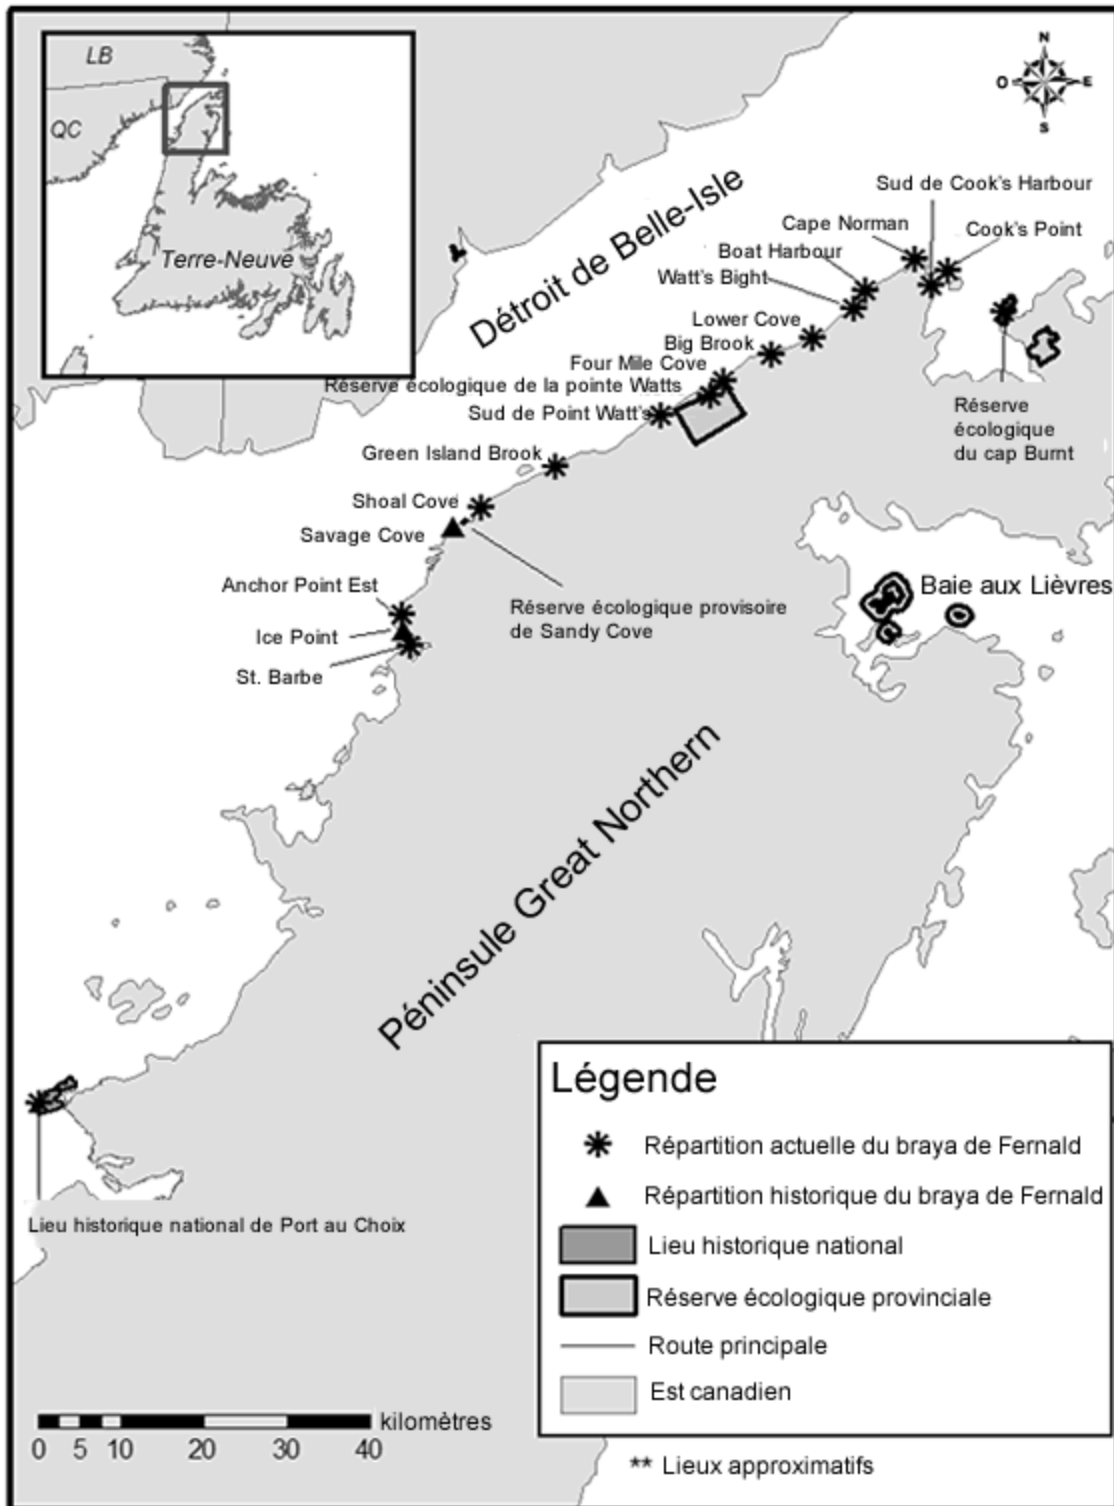 LB
QC
Terre-Neuve
N
O
E
S
Détroit de Belle-Isle
Sud de Cook's Harbour
Cape Norman
Cook's Point
Boat Harbour
Watt's Bight
Lower Cove
Big Brook
Four Mile Cove
Réserve écologique de la pointe Watts
Sud de Point Watt's
Réserve
écologique
du cap Burnt
Green Island Brook
Shoal Cove
Savage Cove
Anchor Point Est
Réserve écologique provisoire
de Sandy Cove
Baie aux Lièvres
Ice Point
St. Barbe
Péninsule Great Northern
Lieu historique national de Port au Choix
Légende
Répartition actuelle du braya de Fernald
Répartition historique du braya de Fernald
Lieu historique national
Réserve écologique provinciale
Route principale
Est canadien
kilomètres
0 5 10 20 30 40
** Lieux approximatifs